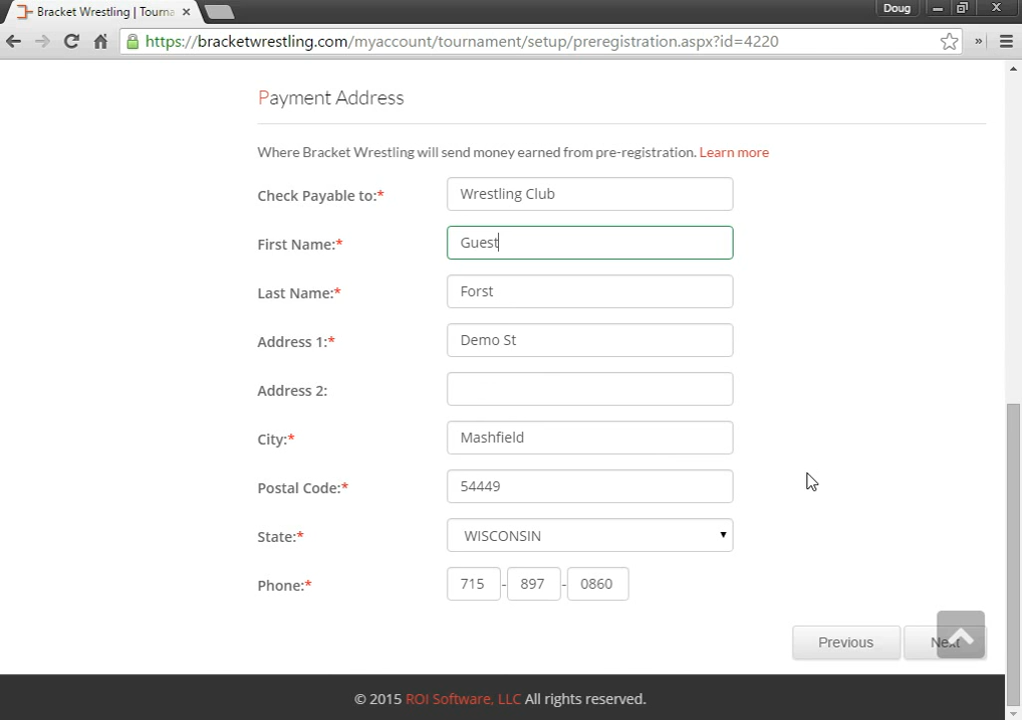 Bracket Wrestling | Tourna
Doug
https://bracketwrestling.com/myaccount/tournament/setup/preregistration.aspx?id=4220
Payment Address
Where Bracket Wrestling will send money earned from pre-registration. Learn more
Check Payable to:* Wrestling Club
First Name:* Guest
Last Name:* Forst
Address 1:* Demo St
Address 2:
City:* Mashfield
Postal Code:* 54449
State:* WISCONSIN
Phone:* 715 - 897 - 0860
Previous Next
© 2015 ROI Software, LLC All rights reserved.